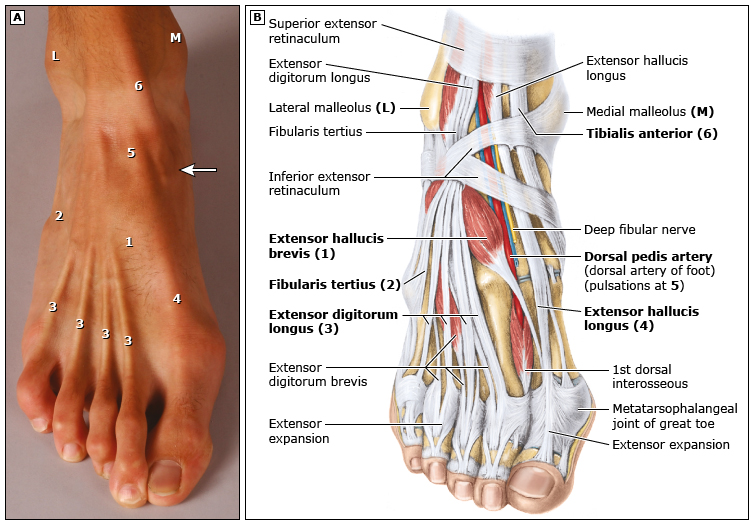 A
L
M
6
5
2
1
4
3
3
3
3
B
Superior extensor
retinaculum
Extensor
digitorum longus
Lateral malleolus (L)
Fibularis tertius
Inferior extensor
retinaculum
Extensor hallucis
brevis (1)
Fibularis tertius (2)
Extensor digitorum
longus (3)
Extensor
digitorum brevis
Extensor
expansion
Extensor hallucis
longus
Medial malleolus (M)
Tibialis anterior (6)
Deep fibular nerve
Dorsal pedis artery
(dorsal artery of foot)
(pulsations at 5)
Extensor hallucis
longus (4)
1st dorsal
interosseous
Metatarsophalangeal
joint of great toe
Extensor expansion